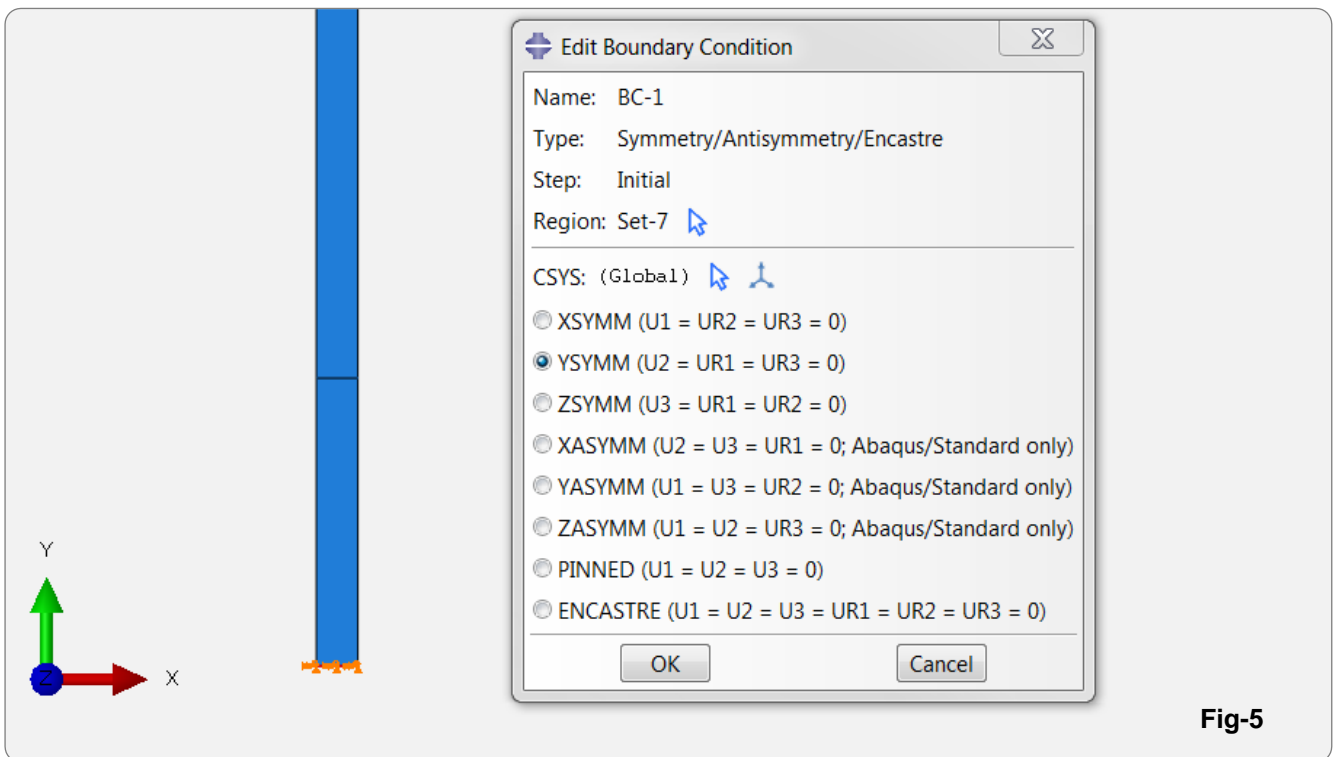 Edit Boundary Condition
Name: BC-1
Type: Symmetry/Antisymmetry/Encastre
Step: Initial
Region: Set-7
CSYS: (Global)
XSYMM (U1 = UR2 = UR3 = 0)
YSYMM (U2 = UR1 = UR3 = 0)
ZSYMM (U3 = UR1 = UR2 = 0)
XASYMM (U2 = U3 = UR1 = 0; Abaqus/Standard only)
YASYMM (U1 = U3 = UR2 = 0; Abaqus/Standard only)
ZASYMM (U1 = U2 = UR3 = 0; Abaqus/Standard only)
PINNED (U1 = U2 = U3 = 0)
ENCASTRE (U1 = U2 = U3 = UR1 = UR2 = UR3 = 0)
OK Cancel
Y
Z X
Fig-5